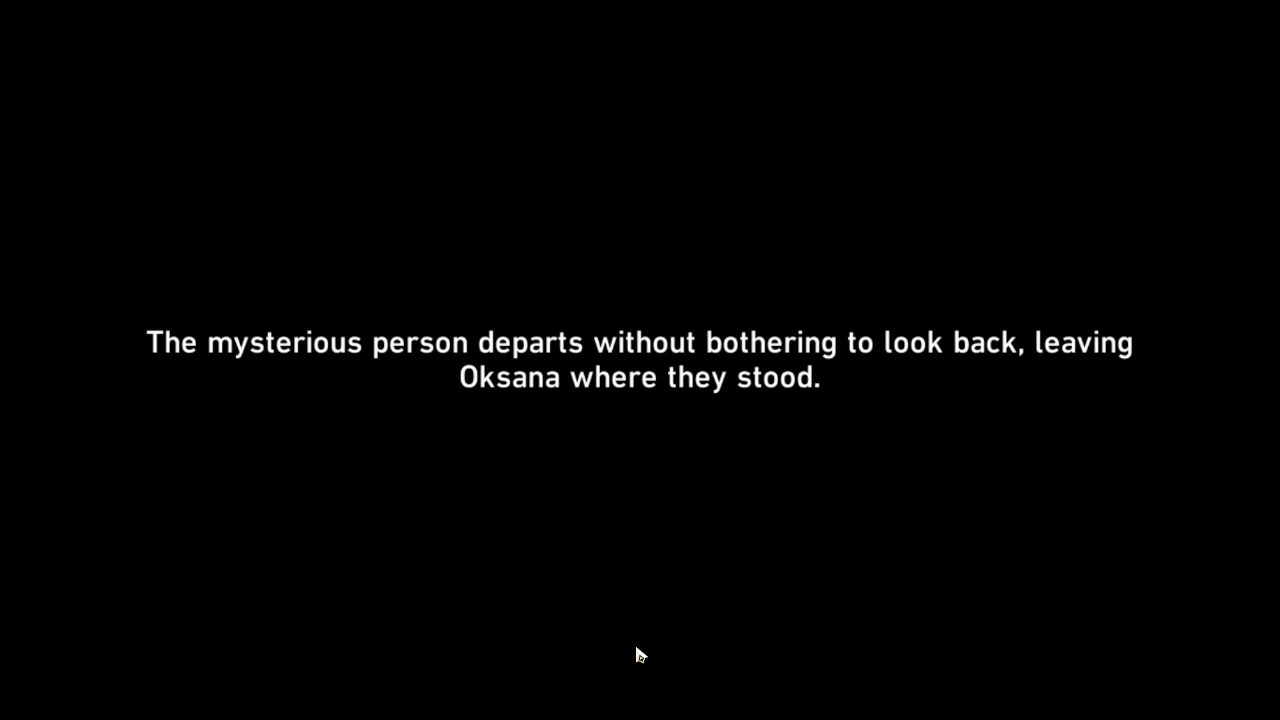 The mysterious person departs without bothering to look back, leaving
Oksana where they stood.